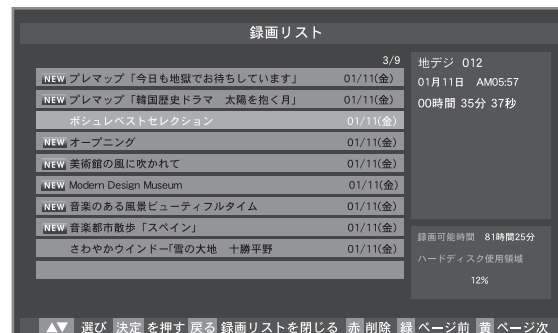 録画リスト
3/9
NEW プレマップ「今日も地獄でお待ちしています」 01/11(金)
NEW プレマップ「韓国歴史ドラマ 太陽を抱く月」 01/11(金)
ポシュレベストセレクション 01/11(金)
NEW オープニング 01/11(金)
NEW 美術館の風に吹かれて 01/11(金)
NEW Modern Design Museum 01/11(金)
NEW 音楽のある風景ビューティフルタイム 01/11(金)
NEW 音楽都市散歩「スペイン」 01/11(金)
さわやかウインドー「雪の大地 十勝平野 01/11(金)
地デジ 012
01月11日 AM05:57
00時間 35分 37秒
録画可能時間 81時間25分
ハードディスク使用領域
12%
▲▼ 選び 決定 を押す 戻る 録画リストを閉じる 赤 削除 緑 ページ前 黄 ページ次